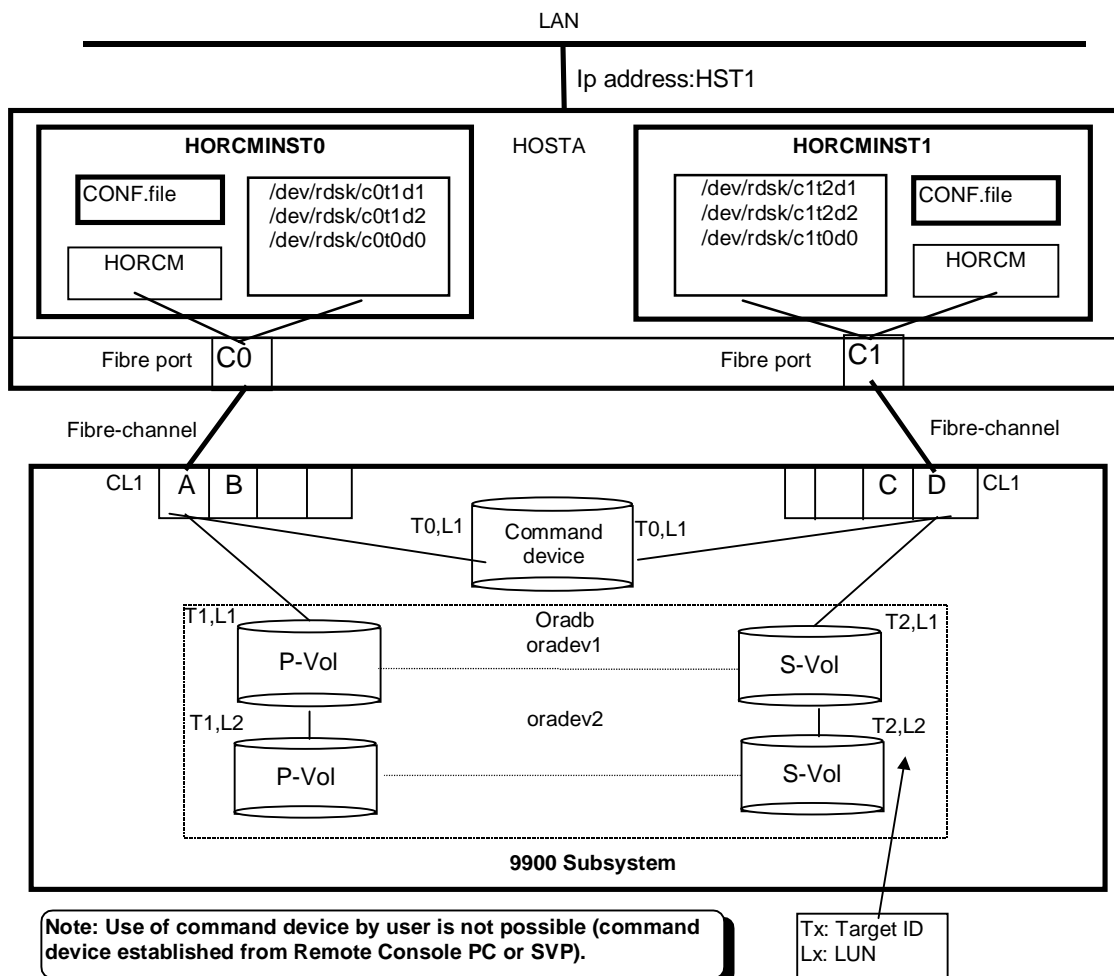 LAN
Ip address:HST1
HORCMINST0
HOSTA
HORCMINST1
CONF.file
/dev/rdsk/c0t1d1
/dev/rdsk/c0t1d2
/dev/rdsk/c0t0d0
HORCM
/dev/rdsk/c1t2d1
/dev/rdsk/c1t2d2
/dev/rdsk/c1t0d0
CONF.file
HORCM
Fibre port
C0
Fibre port
C1
Fibre-channel
Fibre-channel
CL1
A
B
C
D
CL1
T0,L1
Command
device
T0,L1
T1,L1
Oradb
oradev1
T2,L1
P-Vol
S-Vol
T1,L2
oradev2
T2,L2
P-Vol
S-Vol
9900 Subsystem
Note: Use of command device by user is not possible (command
device established from Remote Console PC or SVP).
Tx: Target ID
Lx: LUN